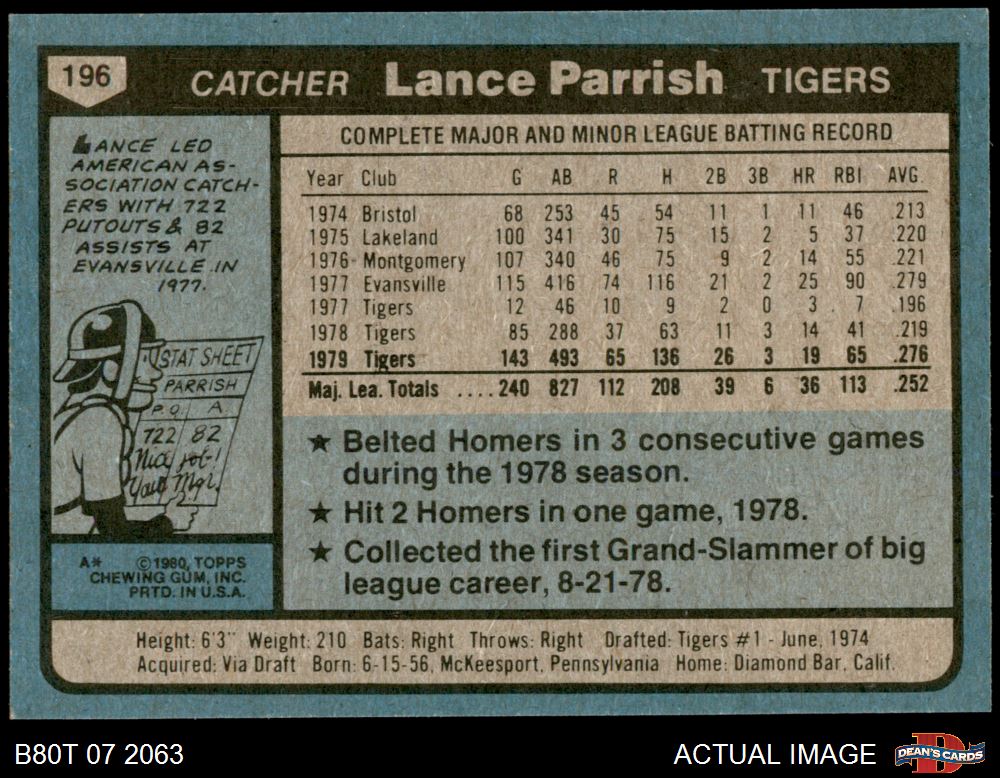 196 CATCHER Lance Parrish TIGERS
LANCE LED
AMERICAN AS-
SOCIATION CATCH-
ERS WITH 722
PUTOUTS & 82
ASSISTS AT
EVANSVILLE IN
1977.
STAT SHEET
PARRISH
P.O. A
722 82
Nice job!
Your Mgr.
A* ©1980, TOPPS
CHEWING GUM, INC.
PRTD. IN U.S.A.
COMPLETE MAJOR AND MINOR LEAGUE BATTING RECORD
Year Club G AB R H 2B 3B HR RBI AVG.
1974 Bristol 68 253 45 54 11 1 11 46 .213
1975 Lakeland 100 341 30 75 15 2 5 37 .220
1976 Montgomery 107 340 46 75 9 2 14 55 .221
1977 Evansville 115 416 74 116 21 2 25 90 .279
1977 Tigers 12 46 10 9 2 0 3 7 .196
1978 Tigers 85 288 37 63 11 3 14 41 .219
1979 Tigers 143 493 65 136 26 3 19 65 .276
Maj. Lea. Totals ....240 827 112 208 39 6 36 113 .252
★ Belted Homers in 3 consecutive games
during the 1978 season.
★ Hit 2 Homers in one game, 1978.
★ Collected the first Grand-Slammer of big
league career, 8-21-78.
Height: 6'3" Weight: 210 Bats: Right Throws: Right Drafted: Tigers #1 - June, 1974
Acquired: Via Draft Born: 6-15-56, McKeesport, Pennsylvania Home: Diamond Bar, Calif.
B80T 07 2063 ACTUAL IMAGE DEAN'S CARDS